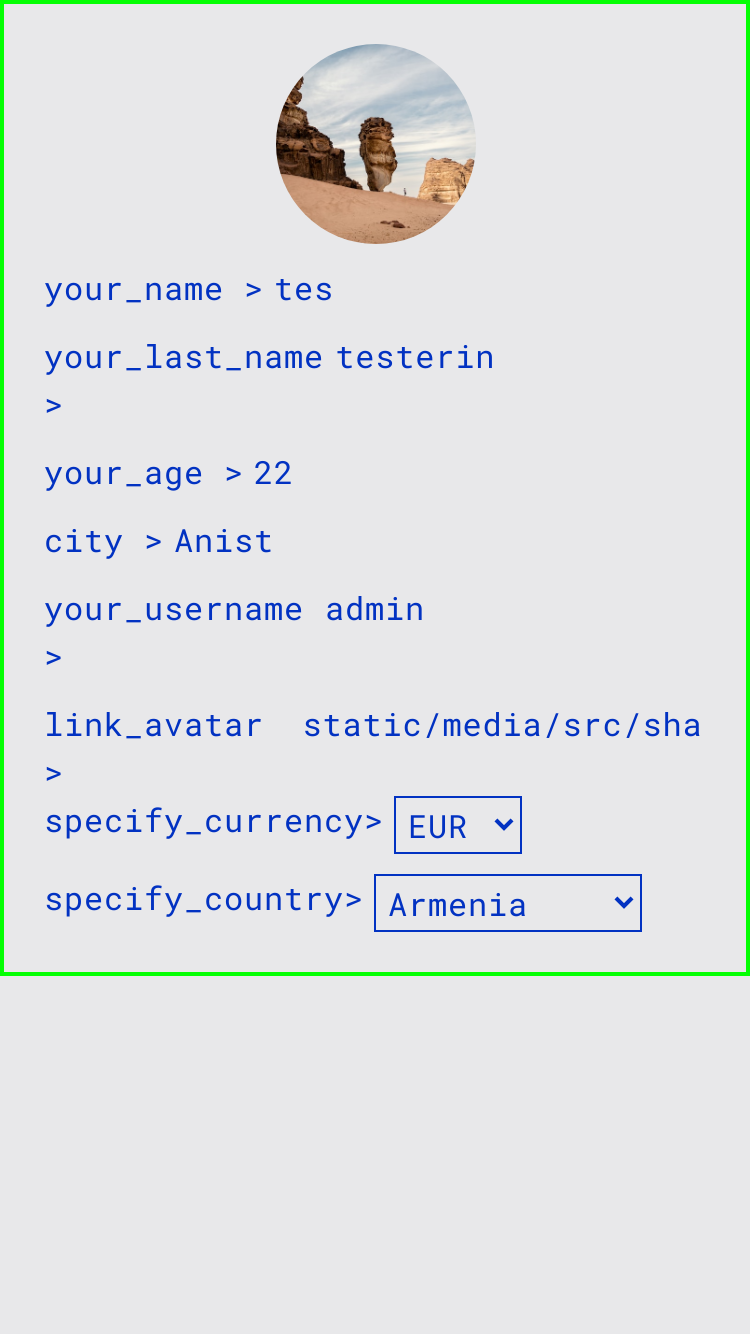 your_name > tes
your_last_name testerin
>
your_age > 22
city > Anist
your_username admin
>
link_avatar static/media/src/sha
>
specify_currency> EUR
specify_country> Armenia